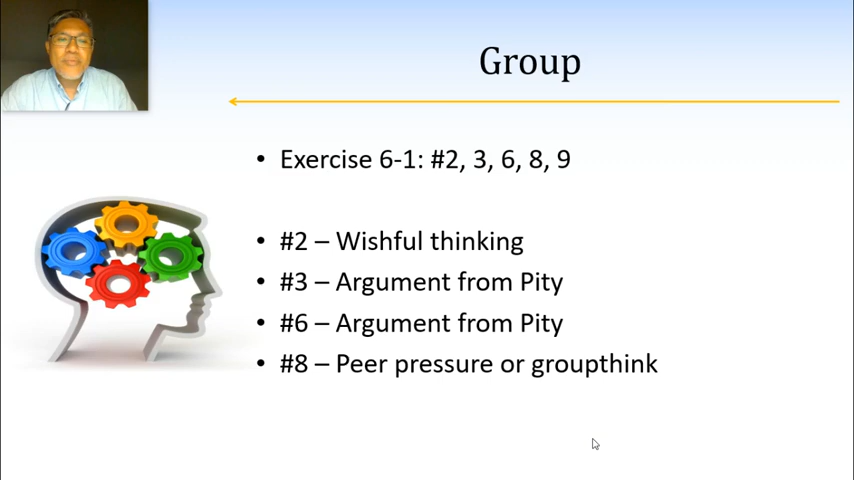 Group
• Exercise 6-1: #2, 3, 6, 8, 9
• #2 – Wishful thinking
• #3 – Argument from Pity
• #6 – Argument from Pity
• #8 – Peer pressure or groupthink